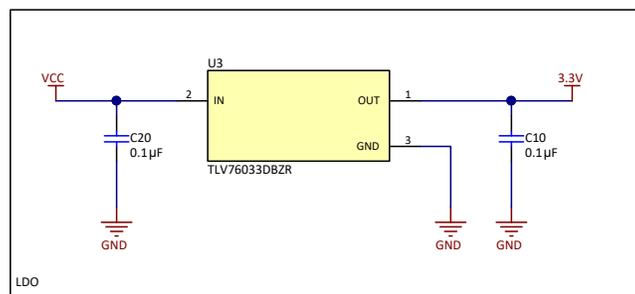 U3
VCC
2
IN
OUT
1
3.3V
C20
0.1µF
GND
3
C10
0.1µF
TLV76033DBZR
GND
GND
GND
LDO